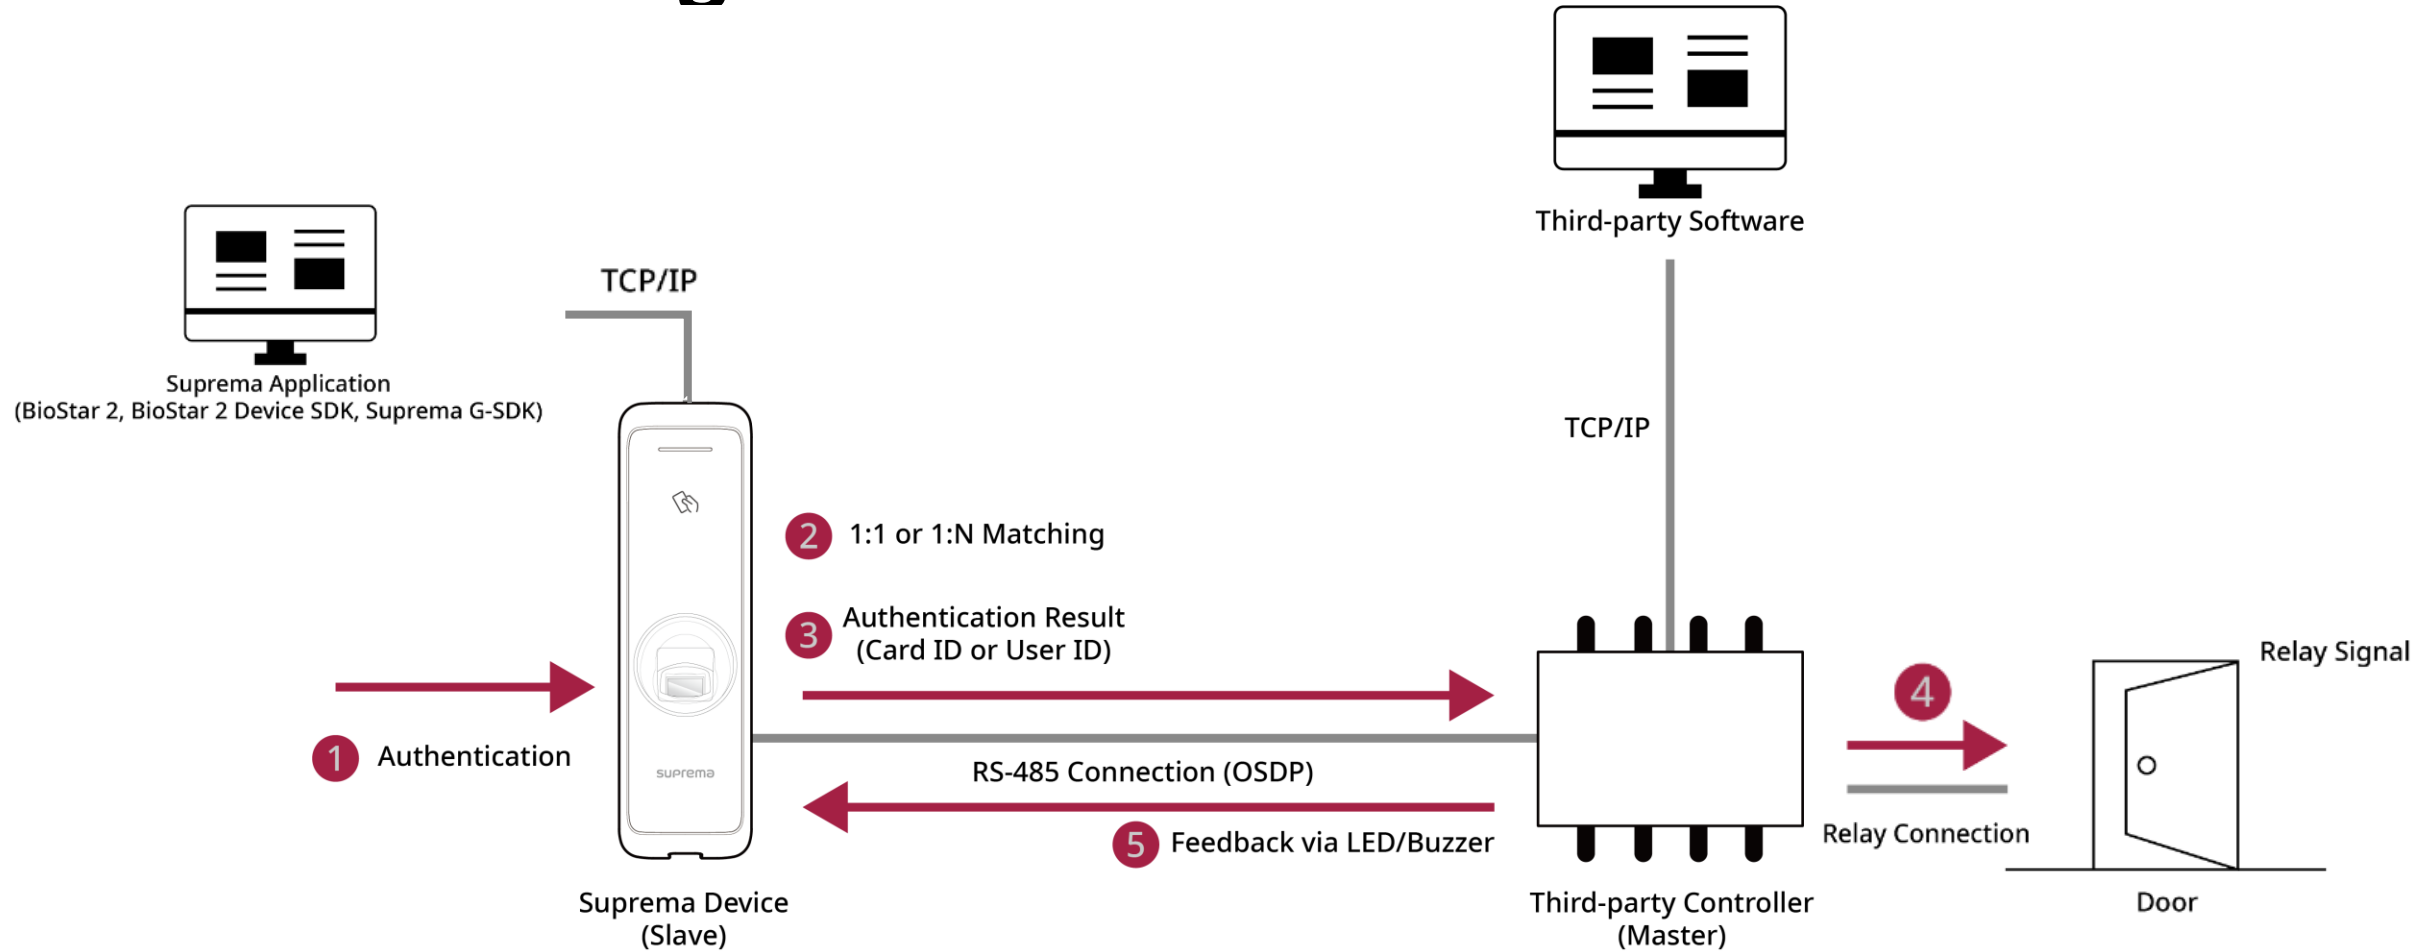 Third-party Software
TCP/IP
Suprema Application
(BioStar 2, BioStar 2 Device SDK, Suprema G-SDK)
TCP/IP
2 1:1 or 1:N Matching
3 Authentication Result
(Card ID or User ID)
1 Authentication
suprema
RS-485 Connection (OSDP)
5 Feedback via LED/Buzzer
4
Relay Signal
Relay Connection
Suprema Device
(Slave)
Third-party Controller
(Master)
Door